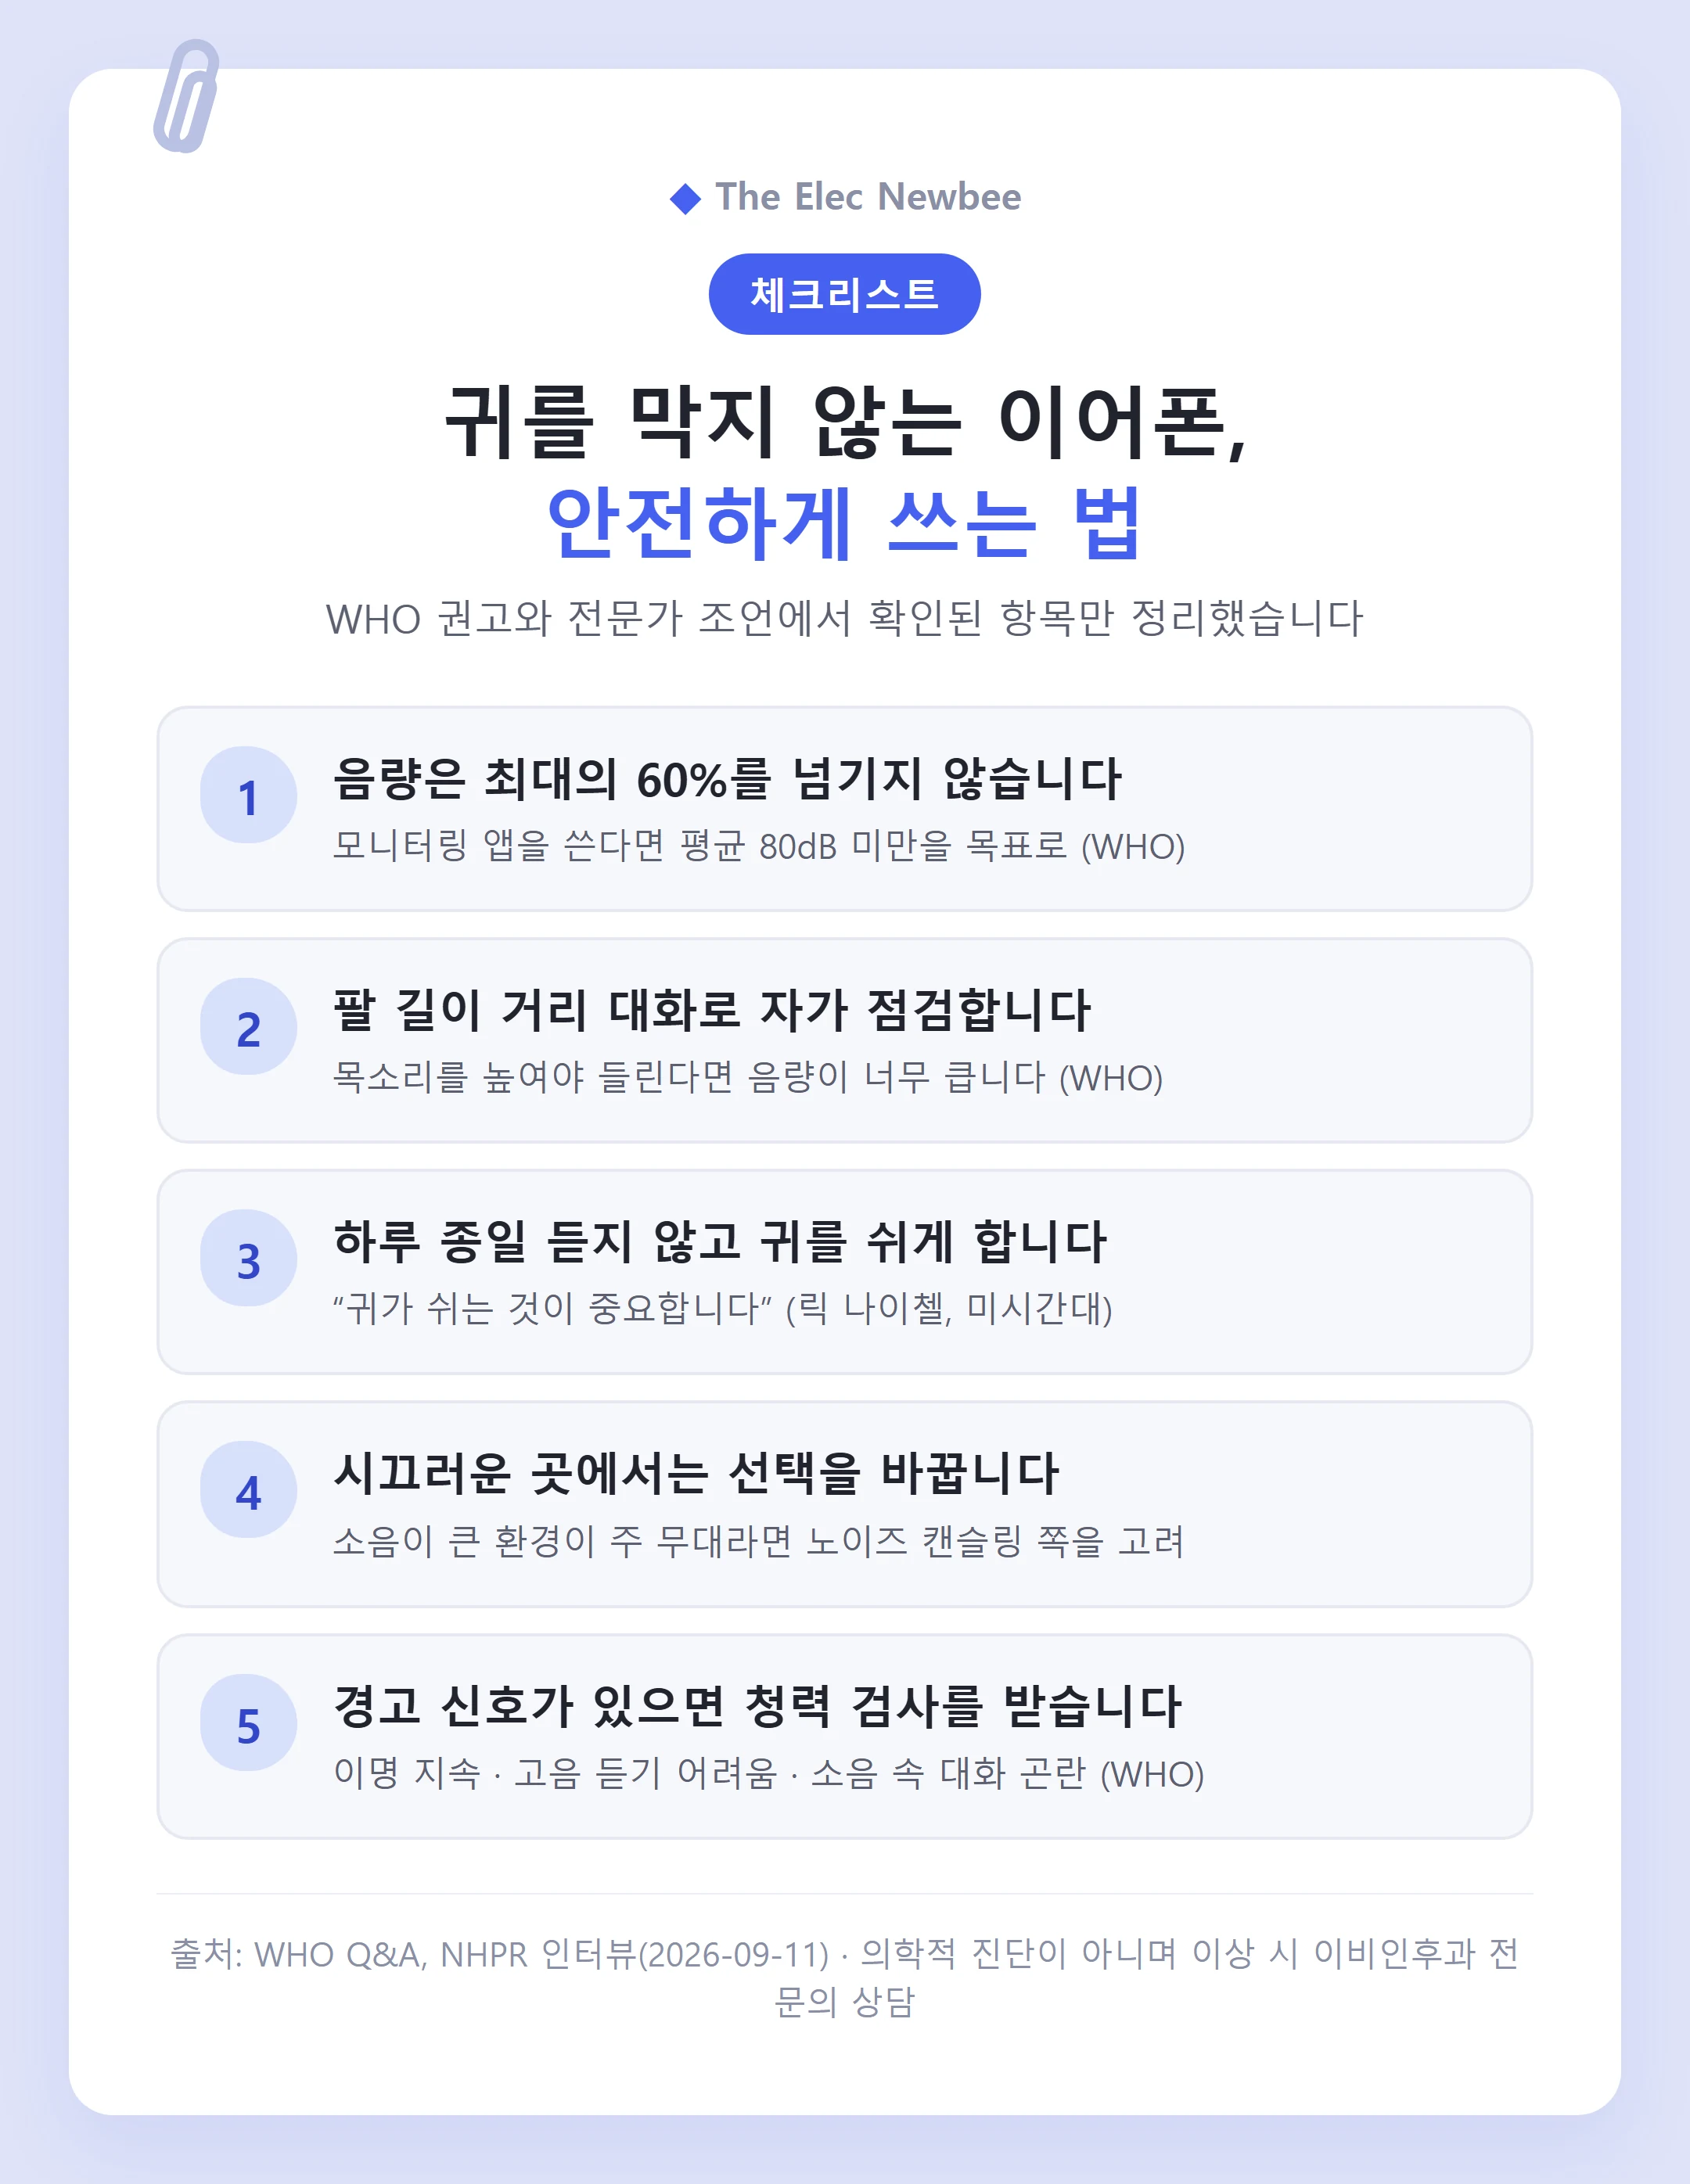 The Elec Newbee
체크리스트
귀를 막지 않는 이어폰,
안전하게 쓰는 법
WHO 권고와 전문가 조언에서 확인된 항목만 정리했습니다
1
음량은 최대의 60%를 넘기지 않습니다
모니터링 앱을 쓴다면 평균 80dB 미만을 목표로 (WHO)
2
팔 길이 거리 대화로 자가 점검합니다
목소리를 높여야 들린다면 음량이 너무 큽니다 (WHO)
3
하루 종일 듣지 않고 귀를 쉬게 합니다
“귀가 쉬는 것이 중요합니다” (릭 나이첼, 미시간대)
4
시끄러운 곳에서는 선택을 바꿉니다
소음이 큰 환경이 주 무대라면 노이즈 캔슬링 쪽을 고려
5
경고 신호가 있으면 청력 검사를 받습니다
이명 지속 · 고음 듣기 어려움 · 소음 속 대화 곤란 (WHO)
출처: WHO Q&A, NHPR 인터뷰(2026-09-11) · 의학적 진단이 아니며 이상 시 이비인후과 전
문의 상담